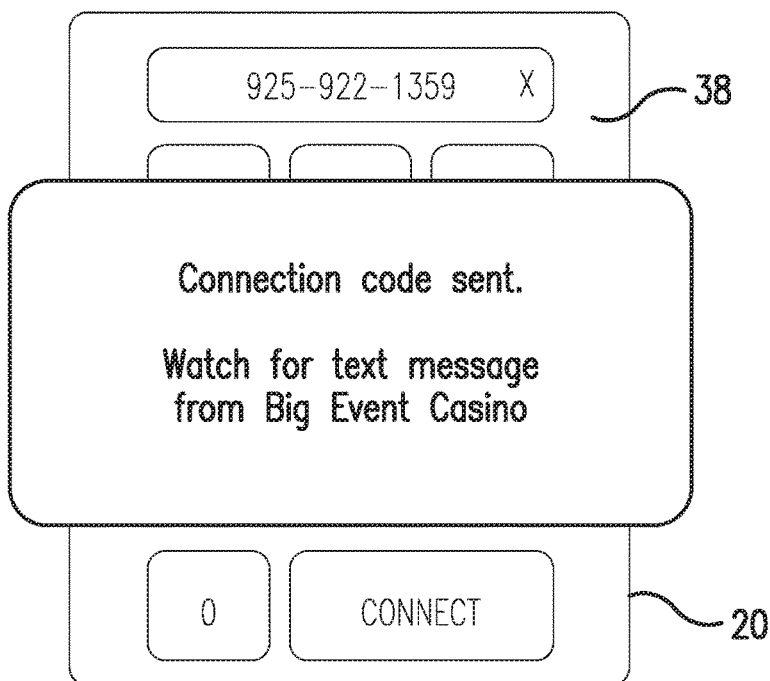 925-922-1359 X
38
Connection code sent.
Watch for text message
from Big Event Casino
0 CONNECT
20